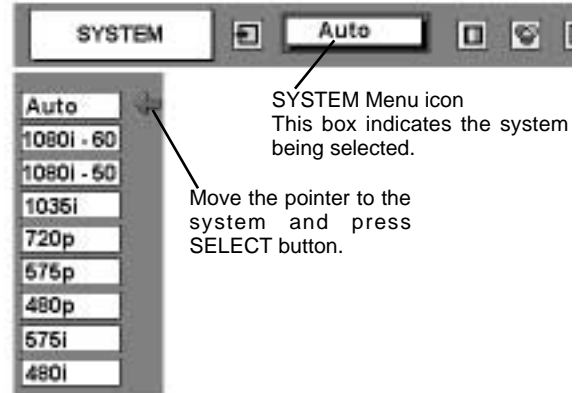 SYSTEM
Auto
SYSTEM Menu icon
This box indicates the system
being selected.
Auto
1080i - 60
1080i - 50
1035i
720p
575p
480p
575i
480i
Move the pointer to the
system and press
SELECT button.